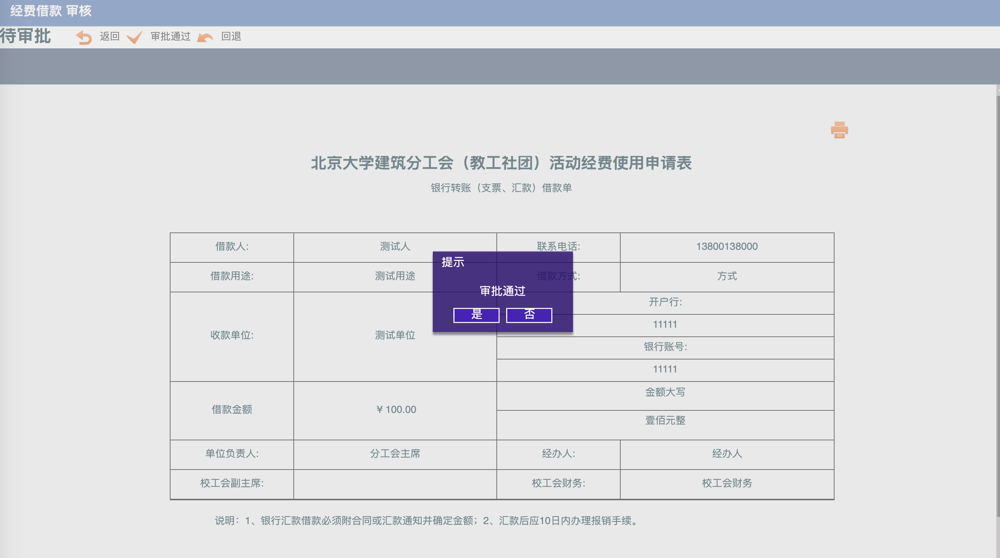 经费借款 审核
待审批 返回 审批通过 回退
北京大学建筑分工会（教工社团）活动经费使用申请表
银行转账（支票、汇款）借款单
借款人: 测试人 联系电话: 13800138000
提示
借款用途: 测试用途 借款方式: 方式
审批通过
开户行:
是 否
11111
收款单位: 测试单位
银行账号:
11111
金额大写
借款金额 ¥ 100.00
壹佰元整
单位负责人: 分工会主席 经办人: 经办人
校工会副主席: 校工会财务: 校工会财务
说明：1、银行汇款借款必须附合同或汇款通知并确定金额；2、汇款后应10日内办理报销手续。